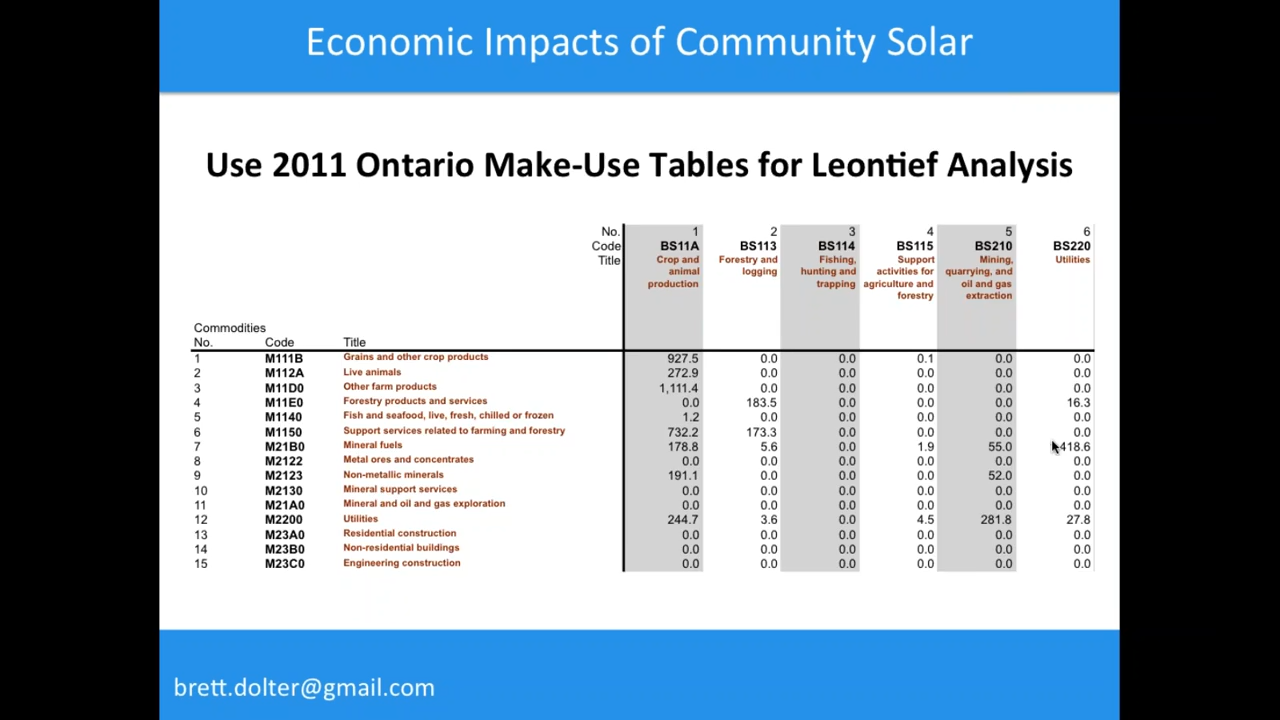 Economic Impacts of Community Solar
Use 2011 Ontario Make-Use Tables for Leontief Analysis
No. 1 2 3 4 5 6
Code BS11A BS113 BS114 BS115 BS210 BS220
Title Crop and Forestry and Fishing, Support Mining, Utilities
animal logging hunting and activities for quarrying, and
production trapping agriculture and oil and gas
forestry extraction
Commodities
No. Code Title
1 M111B Grains and other crop products 927.5 0.0 0.0 0.1 0.0 0.0
2 M112A Live animals 272.9 0.0 0.0 0.0 0.0 0.0
3 M11D0 Other farm products 1,111.4 0.0 0.0 0.0 0.0 0.0
4 M11E0 Forestry products and services 0.0 183.5 0.0 0.0 0.0 16.3
5 M1140 Fish and seafood, live, fresh, chilled or frozen 1.2 0.0 0.0 0.0 0.0 0.0
6 M1150 Support services related to farming and forestry 732.2 173.3 0.0 0.0 0.0 0.0
7 M21B0 Mineral fuels 178.8 5.6 0.0 1.9 55.0 418.6
8 M2122 Metal ores and concentrates 0.0 0.0 0.0 0.0 0.0 0.0
9 M2123 Non-metallic minerals 191.1 0.0 0.0 0.0 52.0 0.0
10 M2130 Mineral support services 0.0 0.0 0.0 0.0 0.0 0.0
11 M21A0 Mineral and oil and gas exploration 0.0 0.0 0.0 0.0 0.0 0.0
12 M2200 Utilities 244.7 3.6 0.0 4.5 281.8 27.8
13 M23A0 Residential construction 0.0 0.0 0.0 0.0 0.0 0.0
14 M23B0 Non-residential buildings 0.0 0.0 0.0 0.0 0.0 0.0
15 M23C0 Engineering construction 0.0 0.0 0.0 0.0 0.0 0.0
brett.dolter@gmail.com